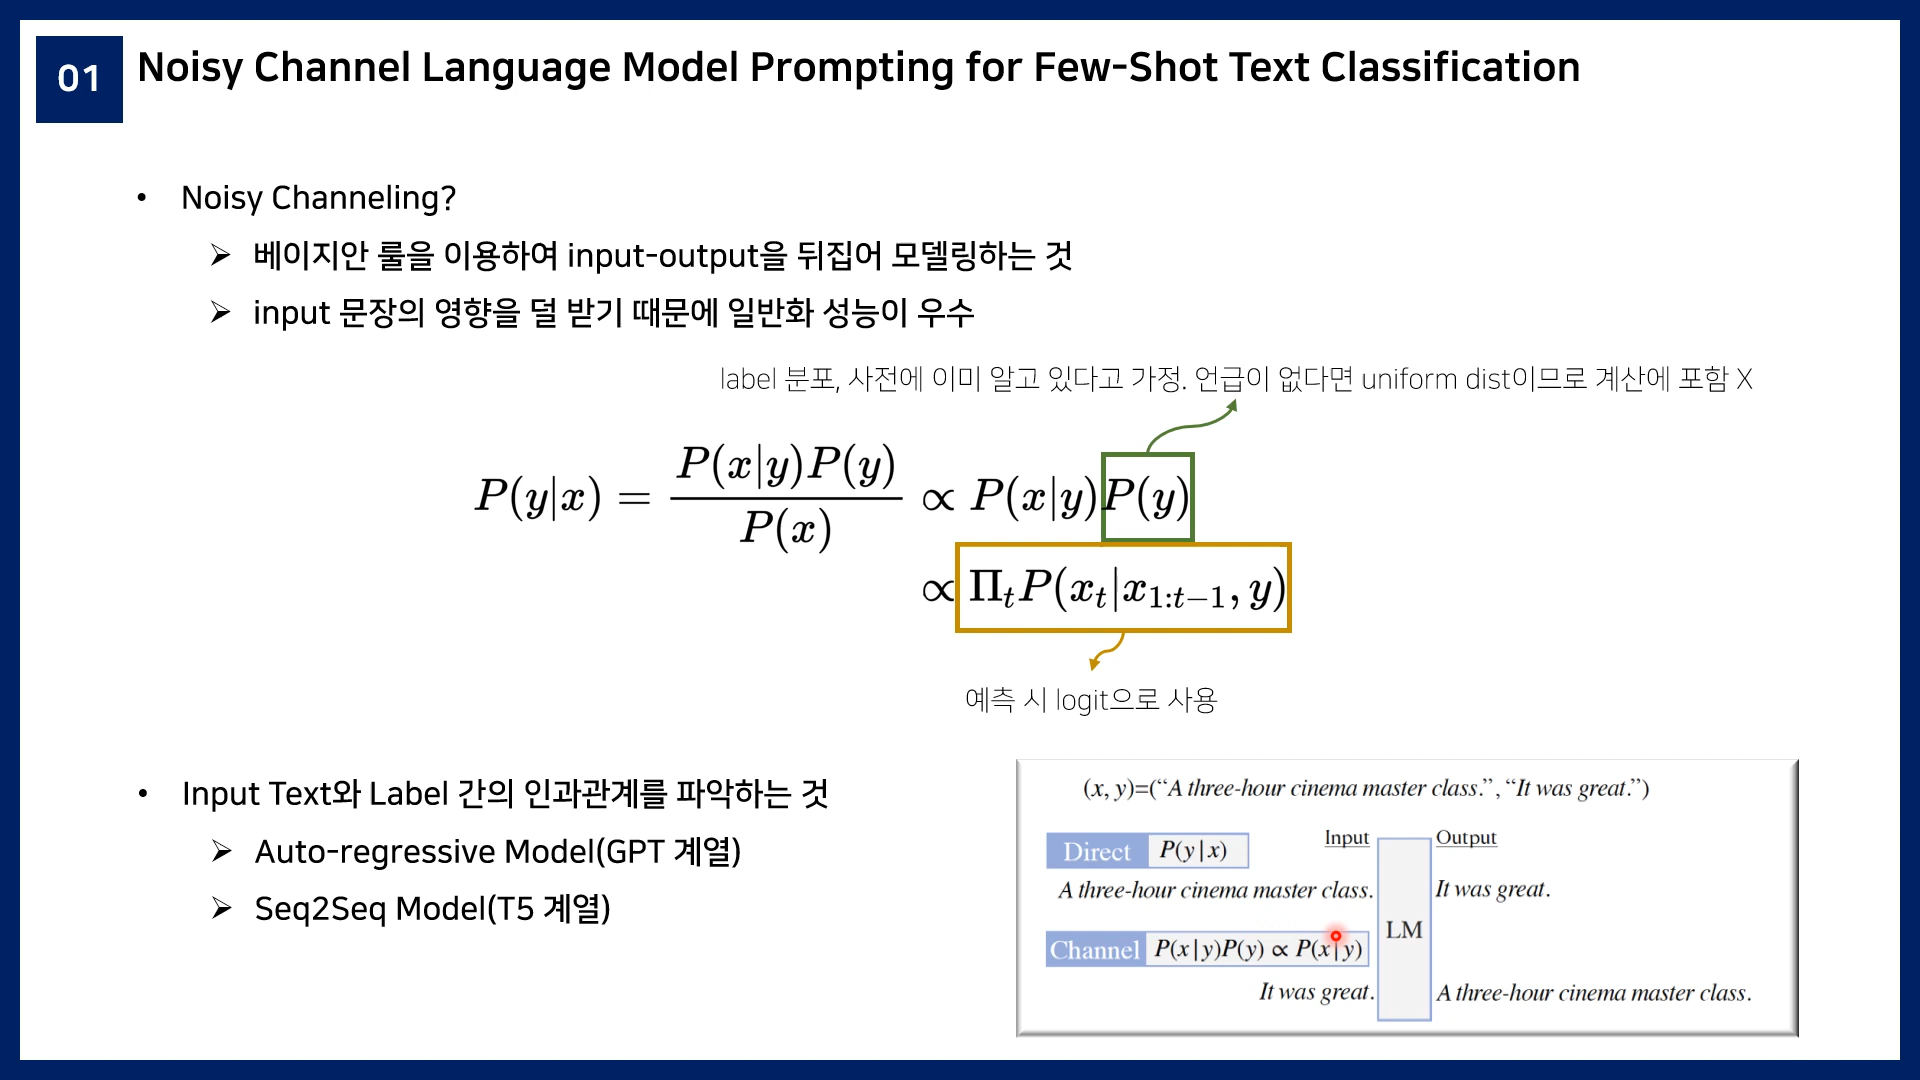 01
Noisy Channel Language Model Prompting for Few-Shot Text Classification
• Noisy Channeling?
➢ 베이지안 룰을 이용하여 input-output을 뒤집어 모델링하는 것
➢ input 문장의 영향을 덜 받기 때문에 일반화 성능이 우수
label 분포, 사전에 이미 알고 있다고 가정. 언급이 없다면 uniform dist이므로 계산에 포함 X
P(y|x) = P(x|y)P(y) / P(x) ∝ P(x|y)P(y)
∝ Π_t P(x_t|x_{1:t−1}, y)
예측 시 logit으로 사용
• Input Text와 Label 간의 인과관계를 파악하는 것
➢ Auto-regressive Model(GPT 계열)
➢ Seq2Seq Model(T5 계열)
(x, y)=(“A three-hour cinema master class.”, “It was great.”)
Input Output
Direct P(y|x)
A three-hour cinema master class. It was great.
LM
Channel P(x|y)P(y) ∝ P(x|y)
It was great. A three-hour cinema master class.